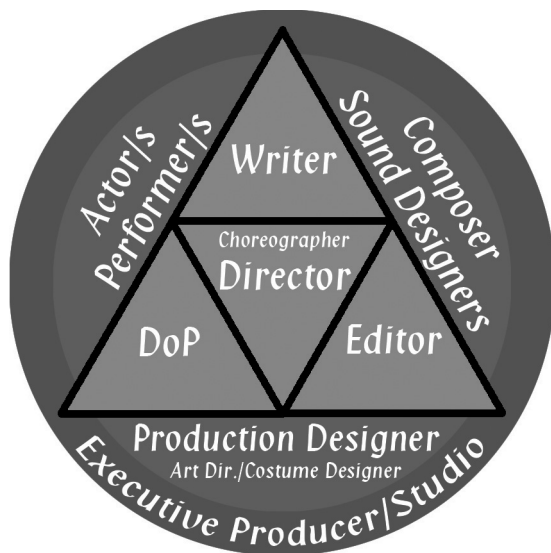 Writer
Actor/s
Performer/s
Composer
Sound Designers
Choreographer
Director
DoP
Editor
Production Designer
Art Dir./Costume Designer
Executive Producer/Studio